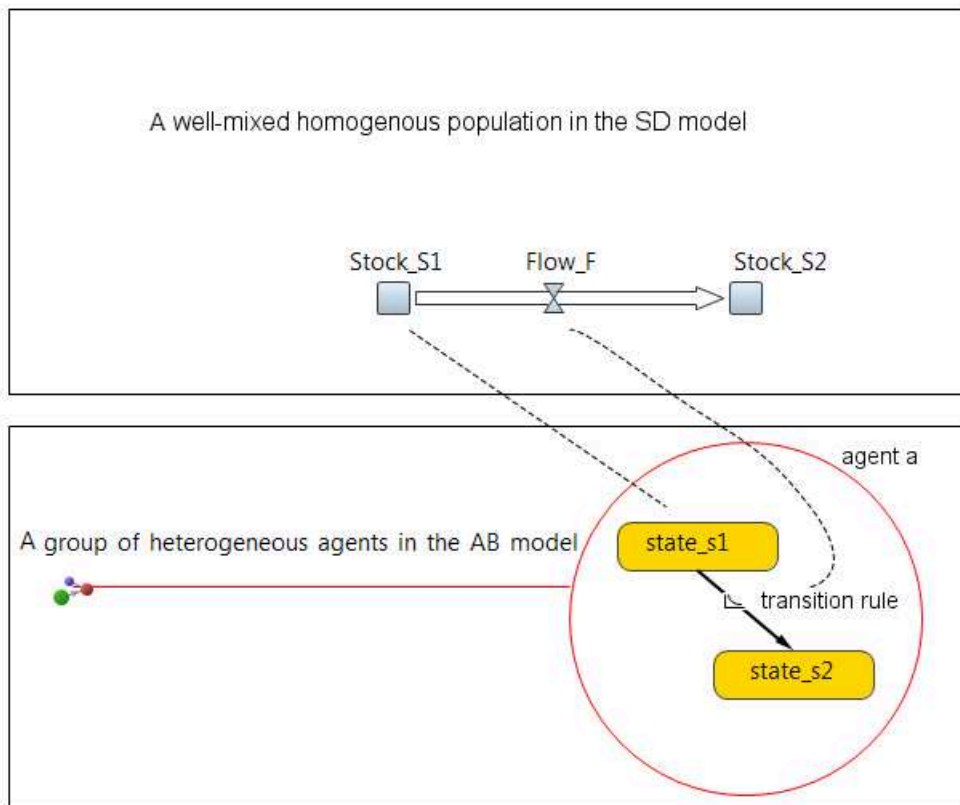 A well-mixed homogenous population in the SD model
Stock_S1
Flow_F
Stock_S2
agent a
A group of heterogeneous agents in the AB model
state_s1
transition rule
state_s2